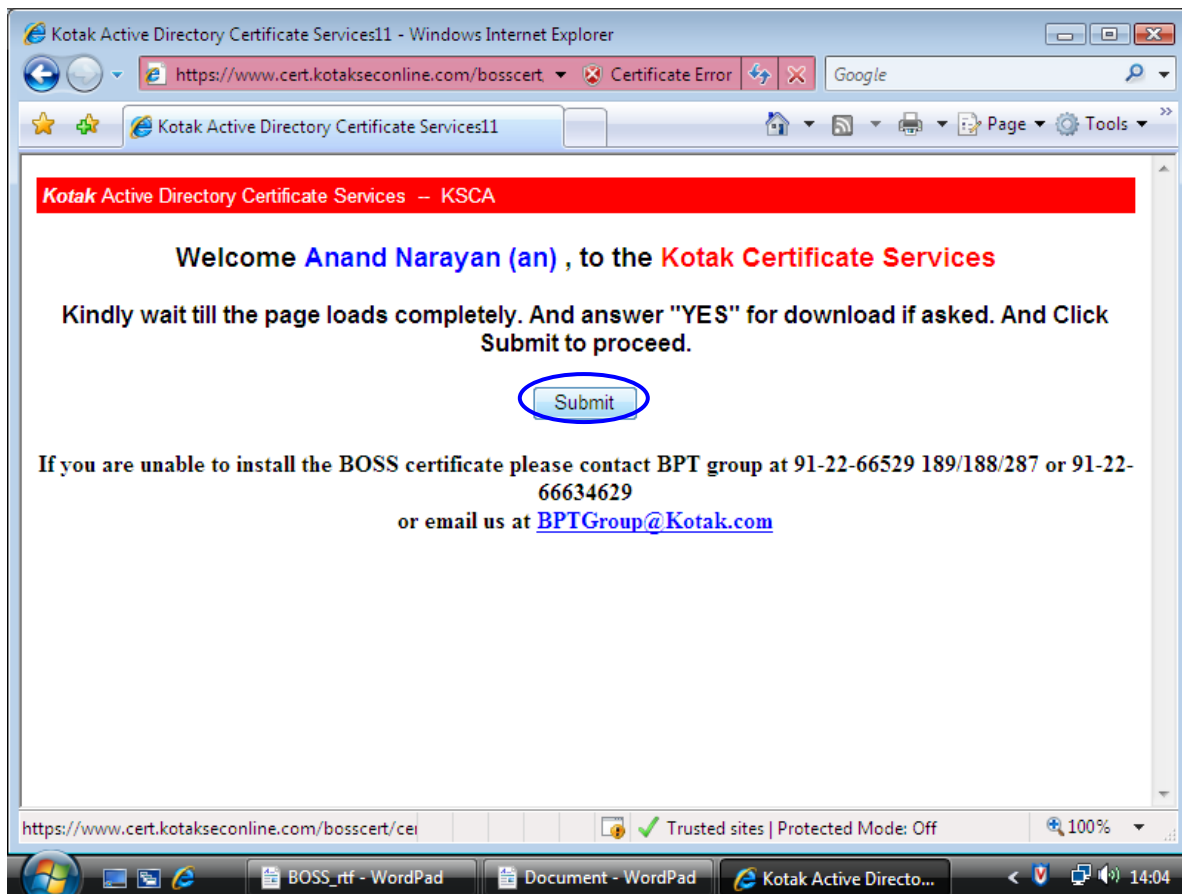 Kotak Active Directory Certificate Services11 - Windows Internet Explorer
https://www.cert.kotakseconline.com/bosscert, Certificate Error Google
Kotak Active Directory Certificate Services11 Page Tools »
Kotak Active Directory Certificate Services – KSCA
Welcome Anand Narayan (an) , to the Kotak Certificate Services
Kindly wait till the page loads completely. And answer "YES" for download if asked. And Click
Submit to proceed.
Submit
If you are unable to install the BOSS certificate please contact BPT group at 91-22-66529 189/188/287 or 91-22-
66634629
or email us at BPTGroup@Kotak.com
https://www.cert.kotakseconline.com/bosscert/cer Trusted sites | Protected Mode: Off 100%
BOSS_rtf - WordPad Document - WordPad Kotak Active Directo... < 14:04